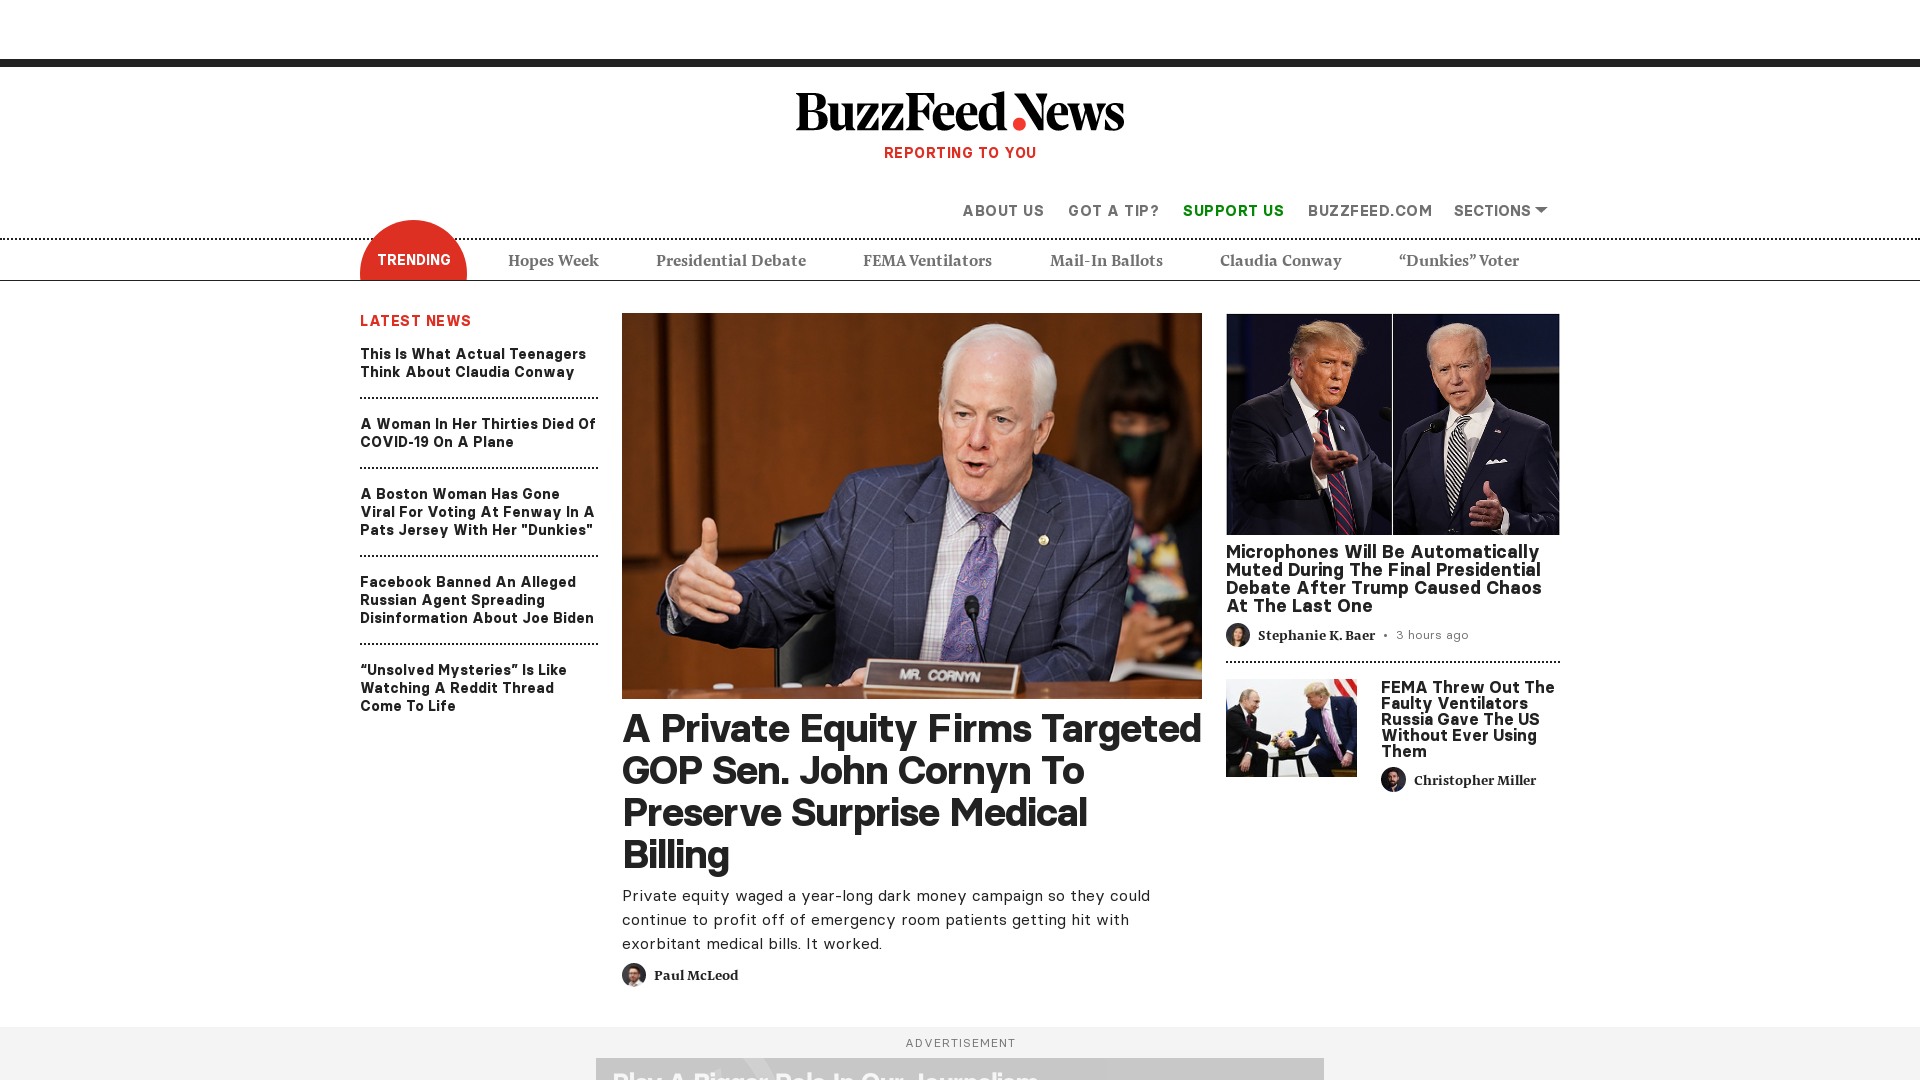 BuzzFeed News
REPORTING TO YOU
ABOUT US GOT A TIP? SUPPORT US BUZZFEED.COM SECTIONS
TRENDING Hopes Week Presidential Debate FEMA Ventilators Mail-In Ballots Claudia Conway “Dunkies” Voter
LATEST NEWS
This Is What Actual Teenagers
Think About Claudia Conway
A Woman In Her Thirties Died Of
COVID-19 On A Plane
A Boston Woman Has Gone
Viral For Voting At Fenway In A
Pats Jersey With Her "Dunkies"
Facebook Banned An Alleged
Russian Agent Spreading
Disinformation About Joe Biden
“Unsolved Mysteries” Is Like
Watching A Reddit Thread
Come To Life
MR. CORNYN
A Private Equity Firms Targeted
GOP Sen. John Cornyn To
Preserve Surprise Medical
Billing
Private equity waged a year-long dark money campaign so they could
continue to profit off of emergency room patients getting hit with
exorbitant medical bills. It worked.
Paul McLeod
Microphones Will Be Automatically
Muted During The Final Presidential
Debate After Trump Caused Chaos
At The Last One
Stephanie K. Baer • 3 hours ago
FEMA Threw Out The
Faulty Ventilators
Russia Gave The US
Without Ever Using
Them
Christopher Miller
ADVERTISEMENT
Play A Bigger Role In Our Journalism